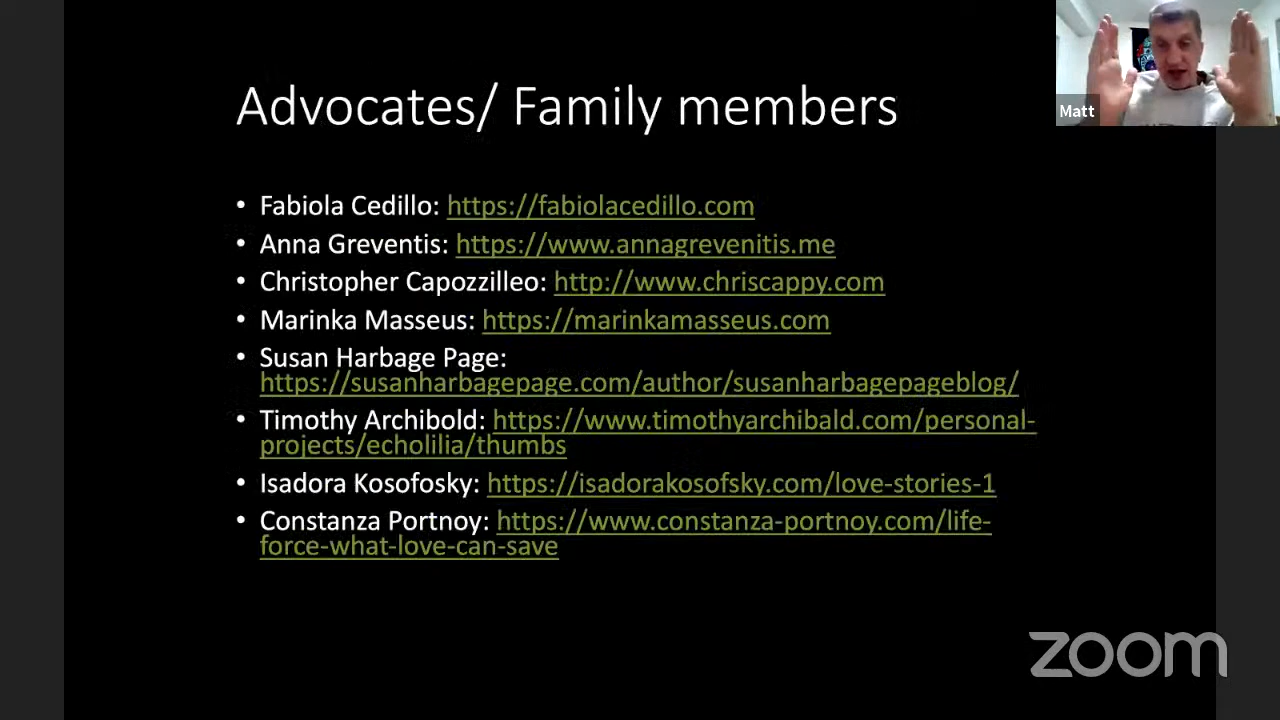 Advocates/ Family members
• Fabiola Cedillo: https://fabiolacedillo.com
• Anna Greventis: https://www.annagrevenitis.me
• Christopher Capozzilleo: http://www.chriscappy.com
• Marinka Masseus: https://marinkamasseus.com
• Susan Harbage Page:
https://susanharbagepage.com/author/susanharbagepageblog/
• Timothy Archibold: https://www.timothyarchibald.com/personal-
projects/echolilia/thumbs
• Isadora Kosofosky: https://isadorakosofsky.com/love-stories-1
• Constanza Portnoy: https://www.constanza-portnoy.com/life-
force-what-love-can-save
Matt
zoom